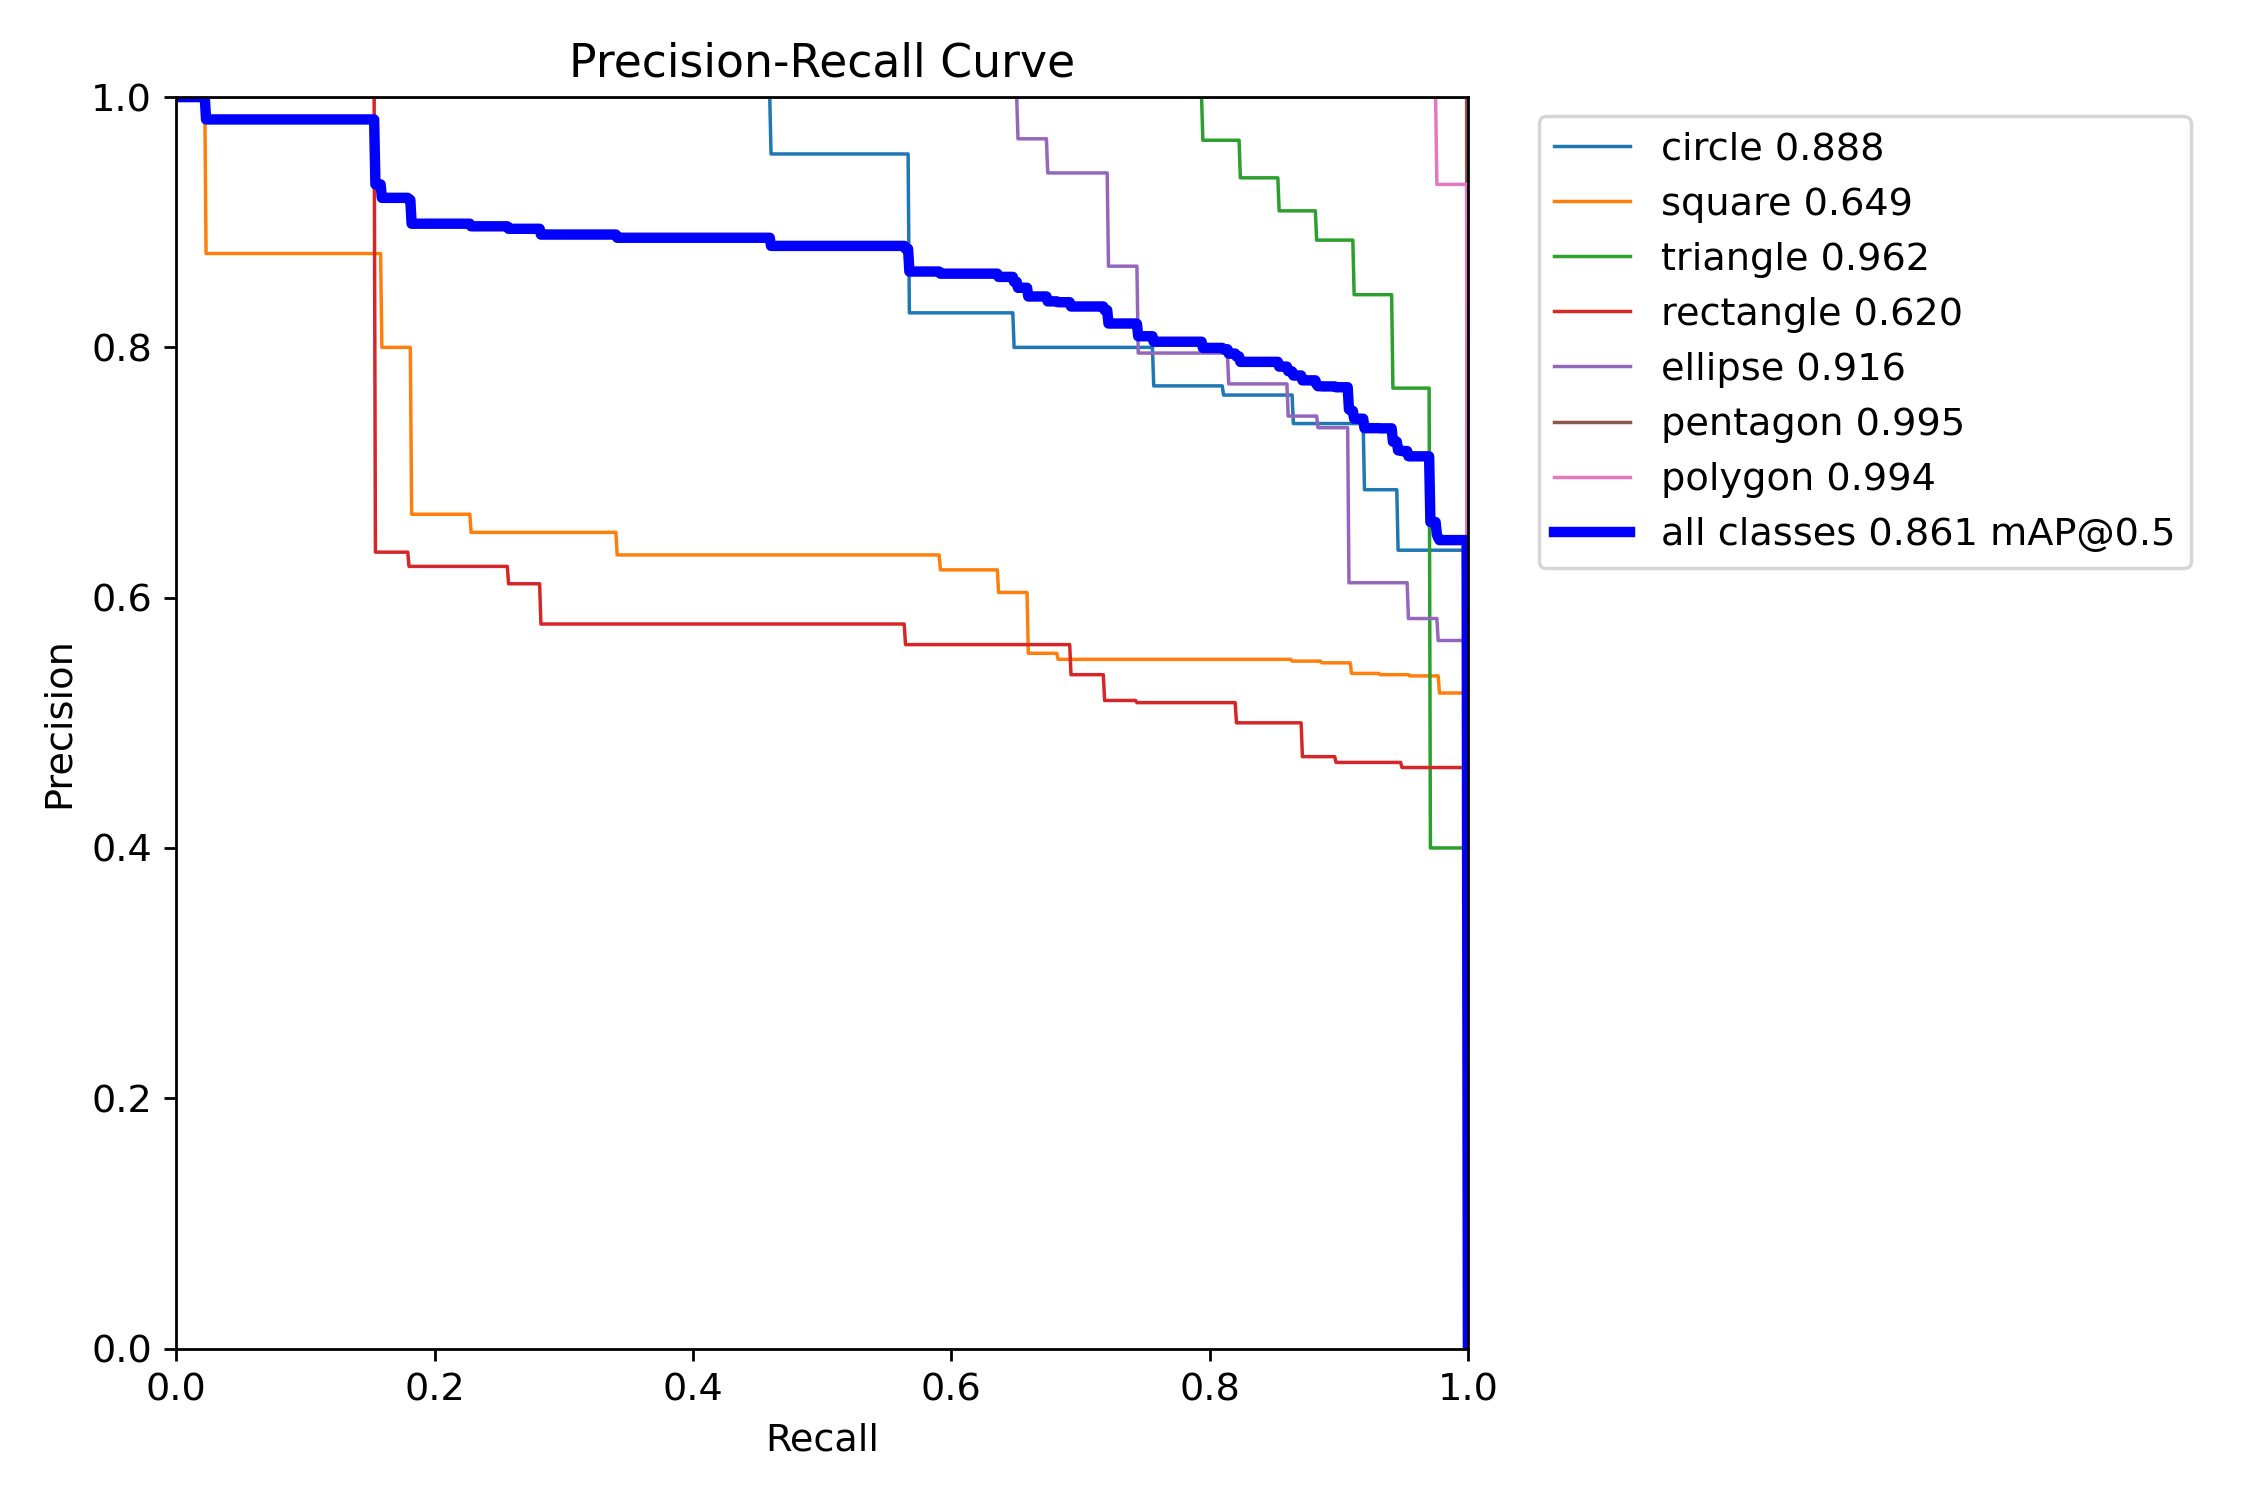 Precision-Recall Curve
1.0
0.8
0.6
0.4
0.2
0.0
Precision
0.0 0.2 0.4 0.6 0.8 1.0
Recall
circle 0.888
square 0.649
triangle 0.962
rectangle 0.620
ellipse 0.916
pentagon 0.995
polygon 0.994
all classes 0.861 mAP@0.5